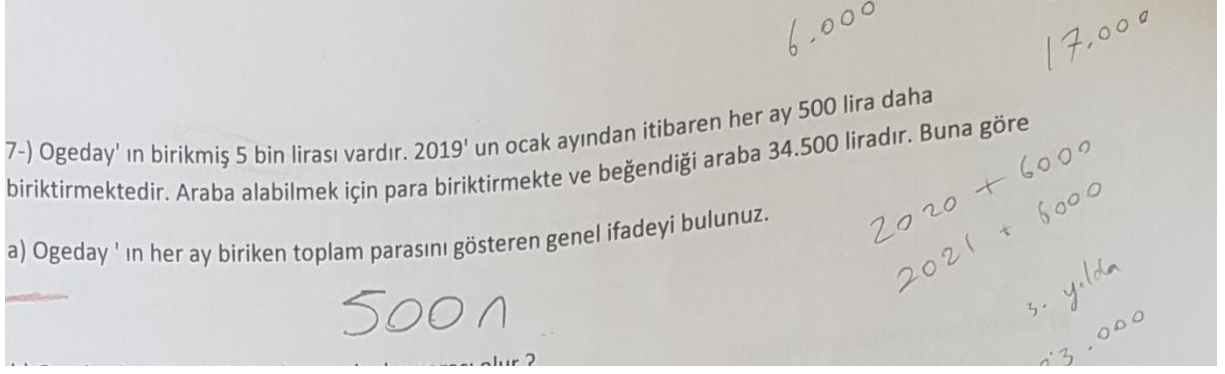 6.000
17.000
7-) Ogeday' ın birikmiş 5 bin lirası vardır. 2019' un ocak ayından itibaren her ay 500 lira daha
biriktirmektedir. Araba alabilmek için para biriktirmekte ve beğendiği araba 34.500 liradır. Buna göre
2020 + 6000
a) Ogeday ' ın her ay biriken toplam parasını gösteren genel ifadeyi bulunuz.
2021 + 6000
500n
3. yılda
olur ?